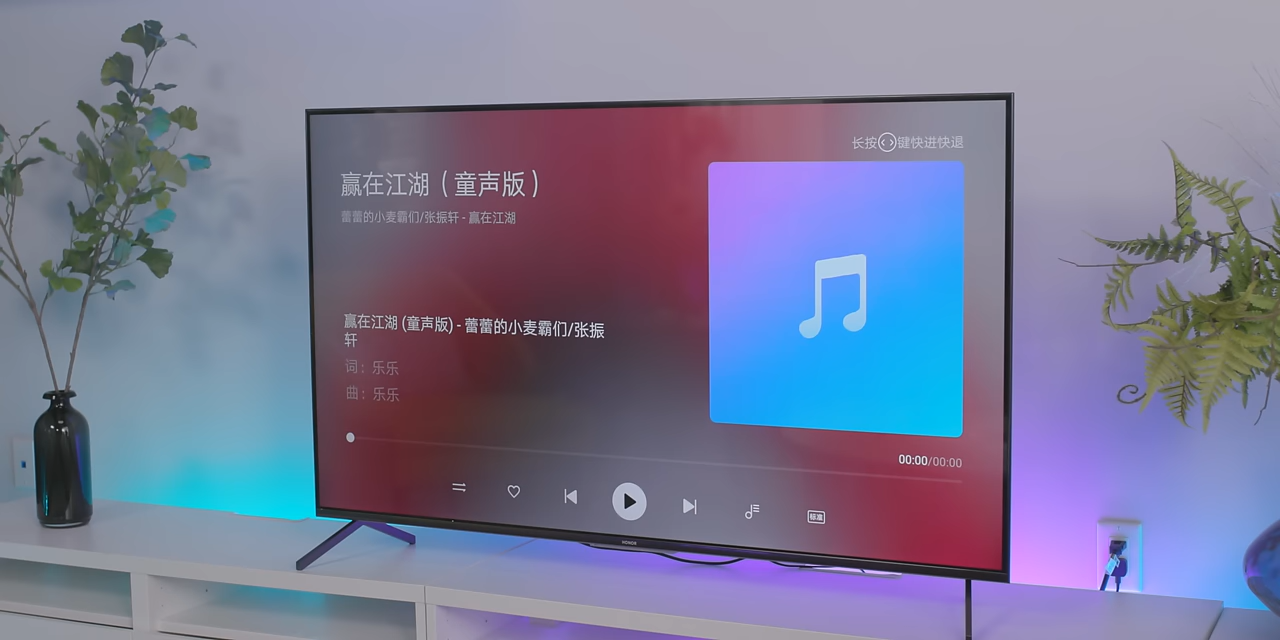 长按键快进快退
赢在江湖（童声版）
蕾蕾的小麦霸们/张振轩 - 赢在江湖
赢在江湖 (童声版) - 蕾蕾的小麦霸们/张振
轩
词：乐乐
曲：乐乐
00:00/00:00
标准
HONOR